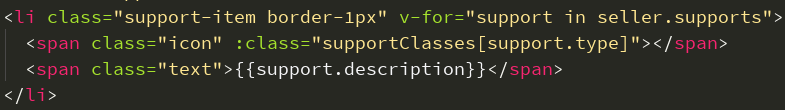 <li class="support-item border-1px" v-for="support in seller.supports">
<span class="icon" :class="supportClasses[support.type]"></span>
<span class="text">{{support.description}}</span>
</li>